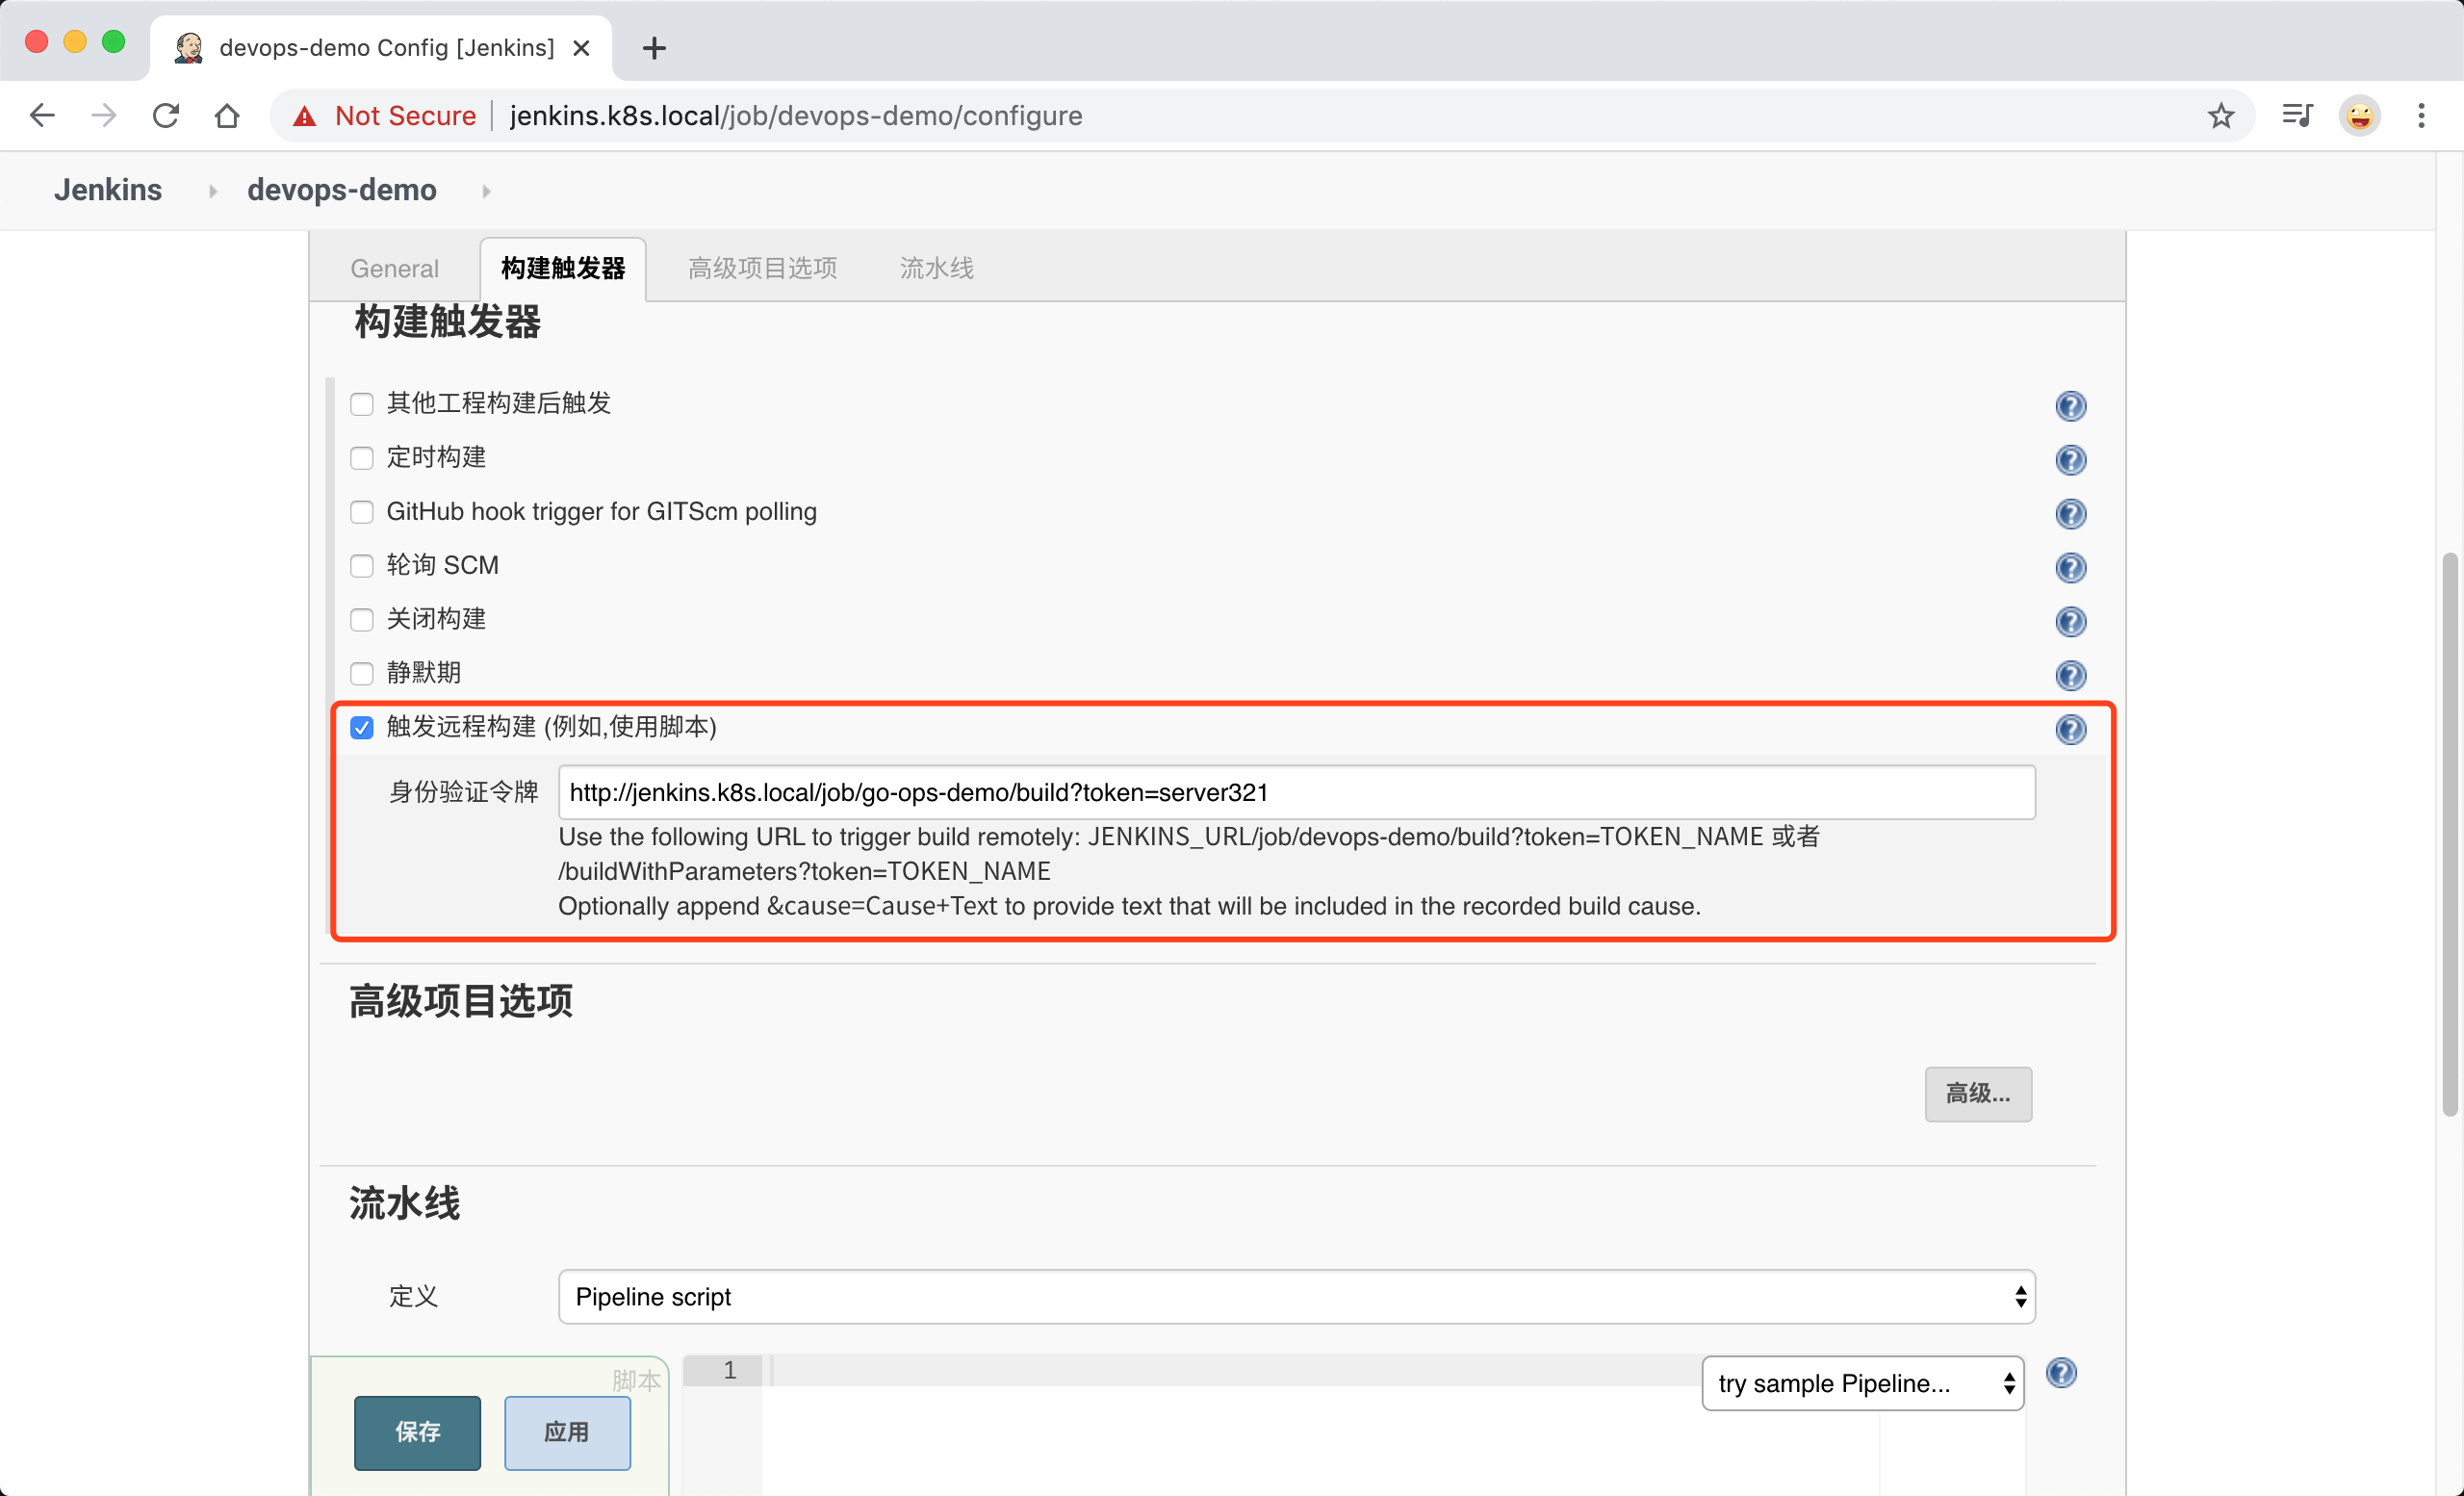 devops-demo Config [Jenkins]
Not Secure
jenkins.k8s.local/job/devops-demo/configure
Jenkins
devops-demo
General
构建触发器
高级项目选项
流水线
构建触发器
其他工程构建后触发
定时构建
GitHub hook trigger for GITScm polling
轮询 SCM
关闭构建
静默期
触发远程构建 (例如,使用脚本)
身份验证令牌
http://jenkins.k8s.local/job/go-ops-demo/build?token=server321
Use the following URL to trigger build remotely: JENKINS_URL/job/devops-demo/build?token=TOKEN_NAME 或者
/buildWithParameters?token=TOKEN_NAME
Optionally append &cause=Cause+Text to provide text that will be included in the recorded build cause.
高级项目选项
高级...
流水线
定义
Pipeline script
脚本
1
try sample Pipeline...
保存
应用